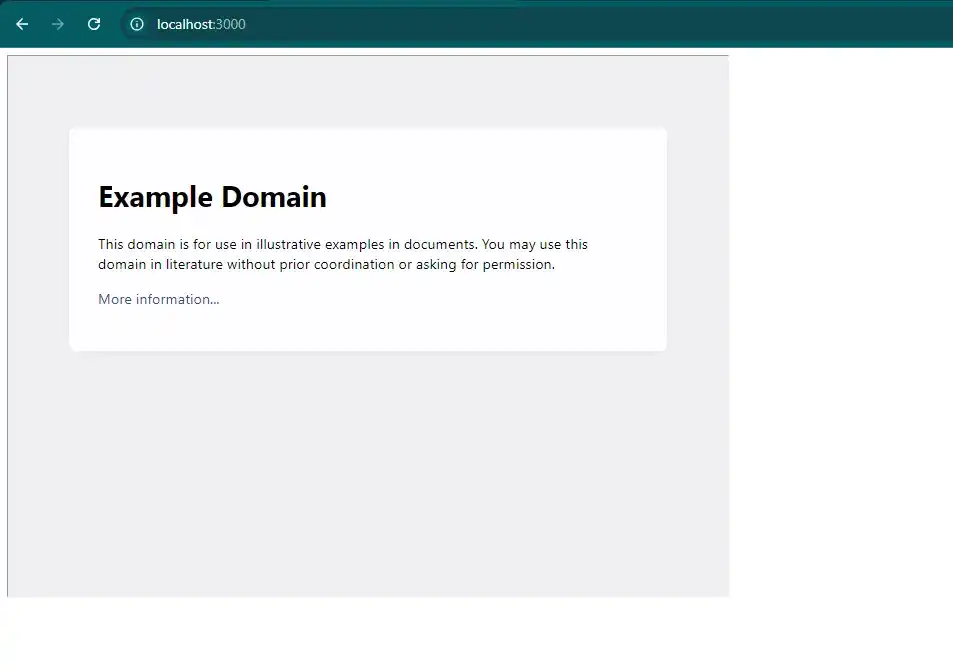 localhost:3000
Example Domain
This domain is for use in illustrative examples in documents. You may use this
domain in literature without prior coordination or asking for permission.
More information...